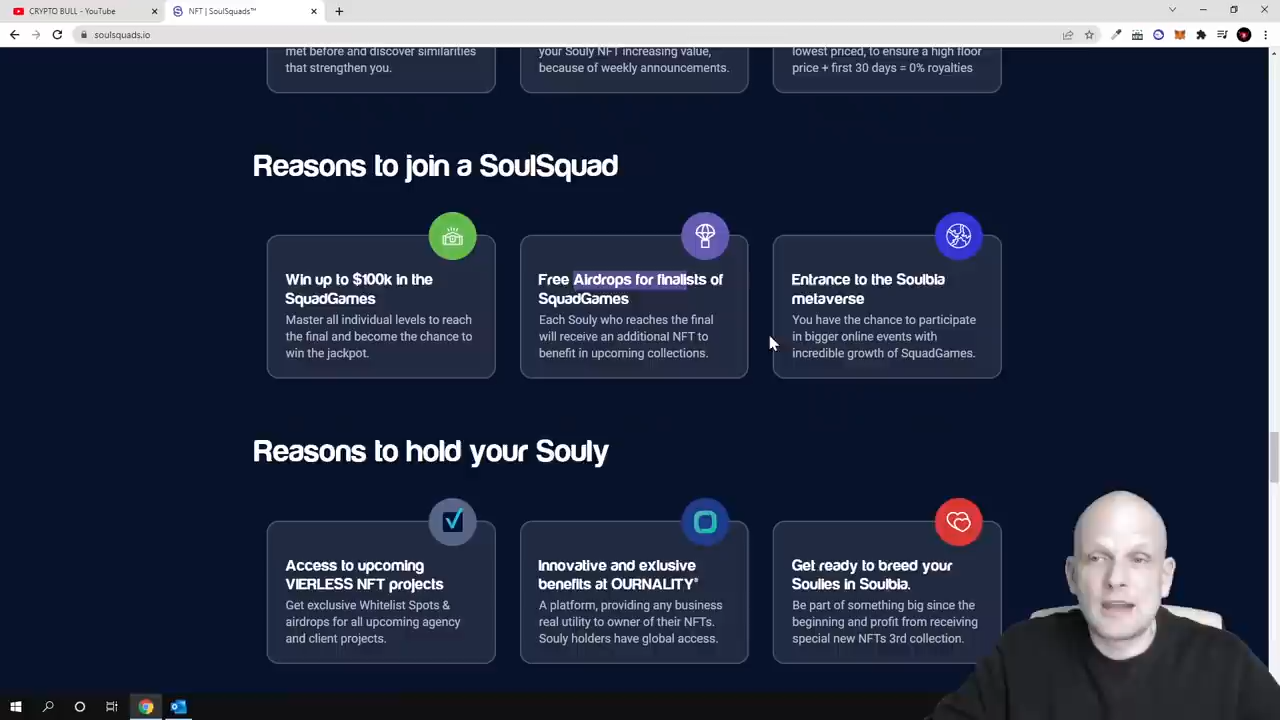 CRYPTO BULL - YouTube
NFT | SoulSquads™
soulsquads.io
met before and discover similarities
that strengthen you.
your Souly NFT increasing value,
because of weekly announcements.
lowest priced, to ensure a high floor
price + first 30 days = 0% royalties
Reasons to join a SoulSquad
Win up to $100k in the
SquadGames
Master all individual levels to reach
the final and become the chance to
win the jackpot.
Free Airdrops for finalists of
SquadGames
Each Souly who reaches the final
will receive an additional NFT to
benefit in upcoming collections.
Entrance to the Soulbia
metaverse
You have the chance to participate
in bigger online events with
incredible growth of SquadGames.
Reasons to hold your Souly
Access to upcoming
VIERLESS NFT projects
Get exclusive Whitelist Spots &
airdrops for all upcoming agency
and client projects.
Innovative and exlusive
benefits at OURNALITY®
A platform, providing any business
real utility to owner of their NFTs.
Souly holders have global access.
Get ready to breed your
Soulies in Soulbia.
Be part of something big since the
beginning and profit from receiving
special new NFTs 3rd collection.